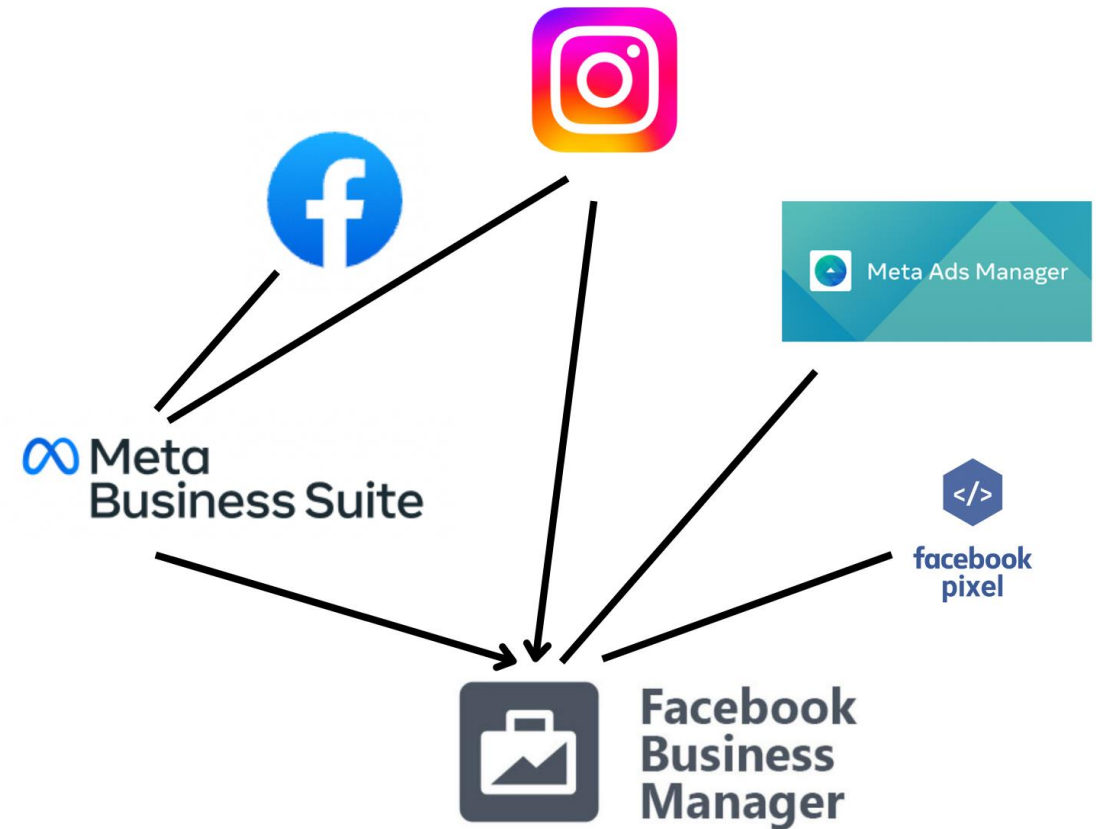 Meta Ads Manager
Meta
Business Suite
</>
facebook
pixel
Facebook
Business
Manager